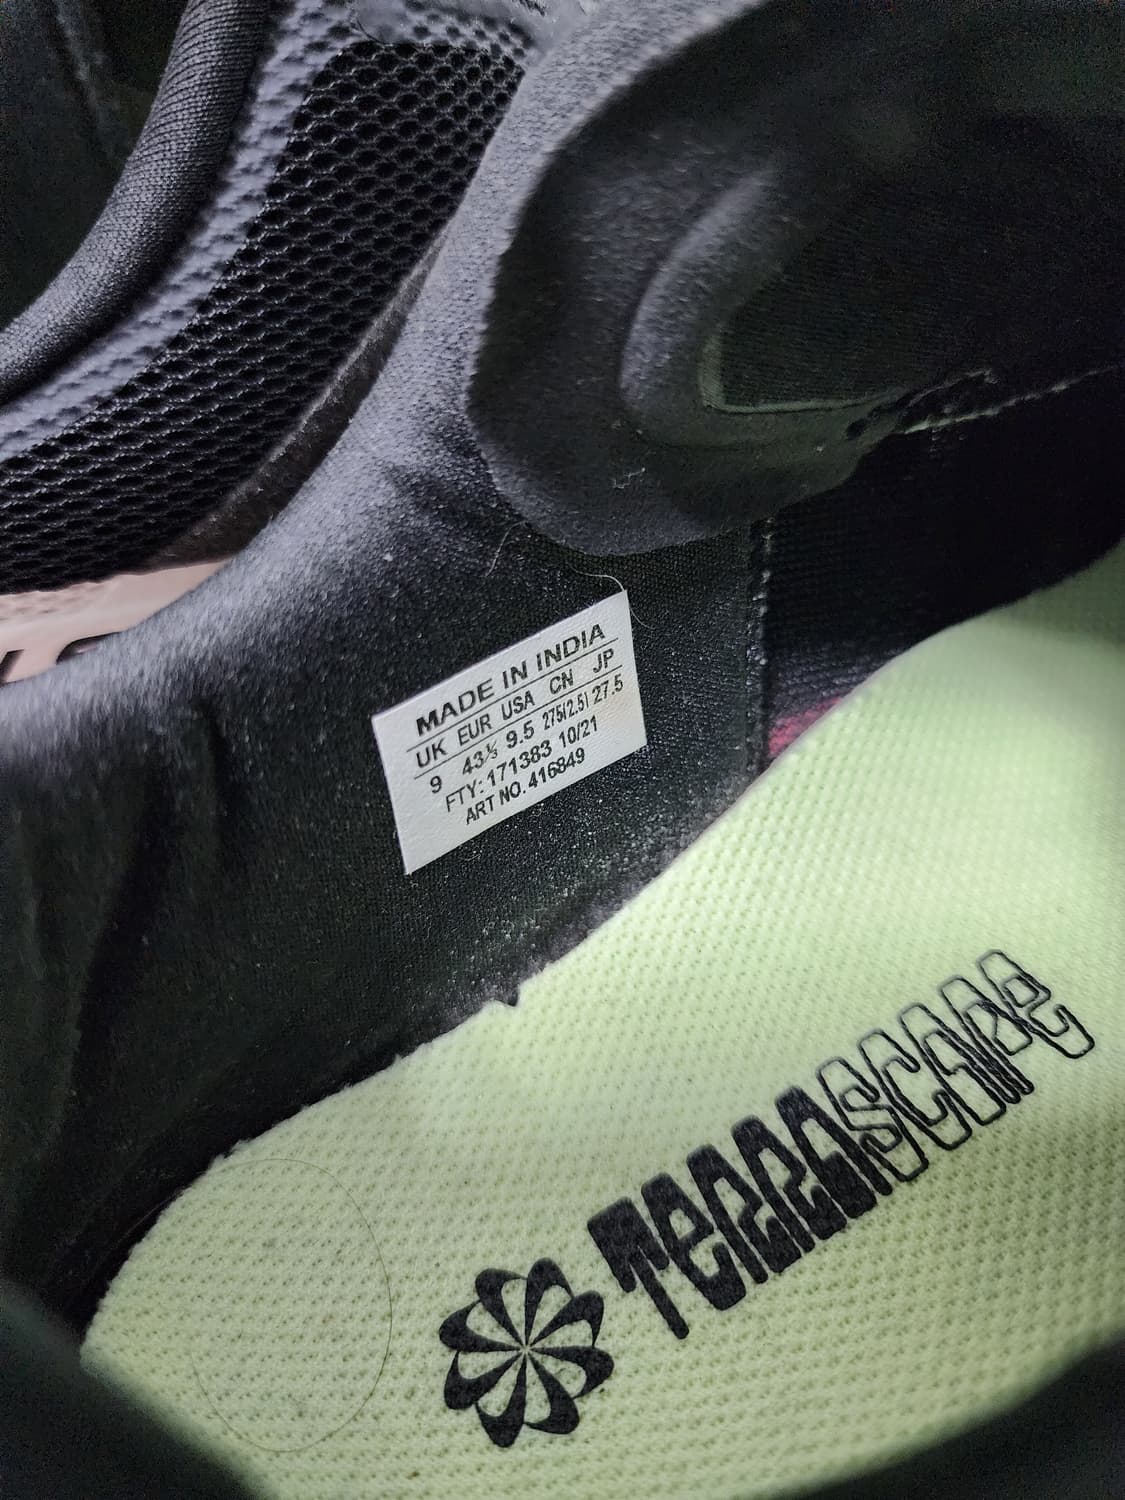 MADE IN INDIA
UK EUR USA CN JP
9 43⅓ 9.5 275(2.5) 27.5
FTY: 171383 10/21
ART NO. 416849
Terrascape